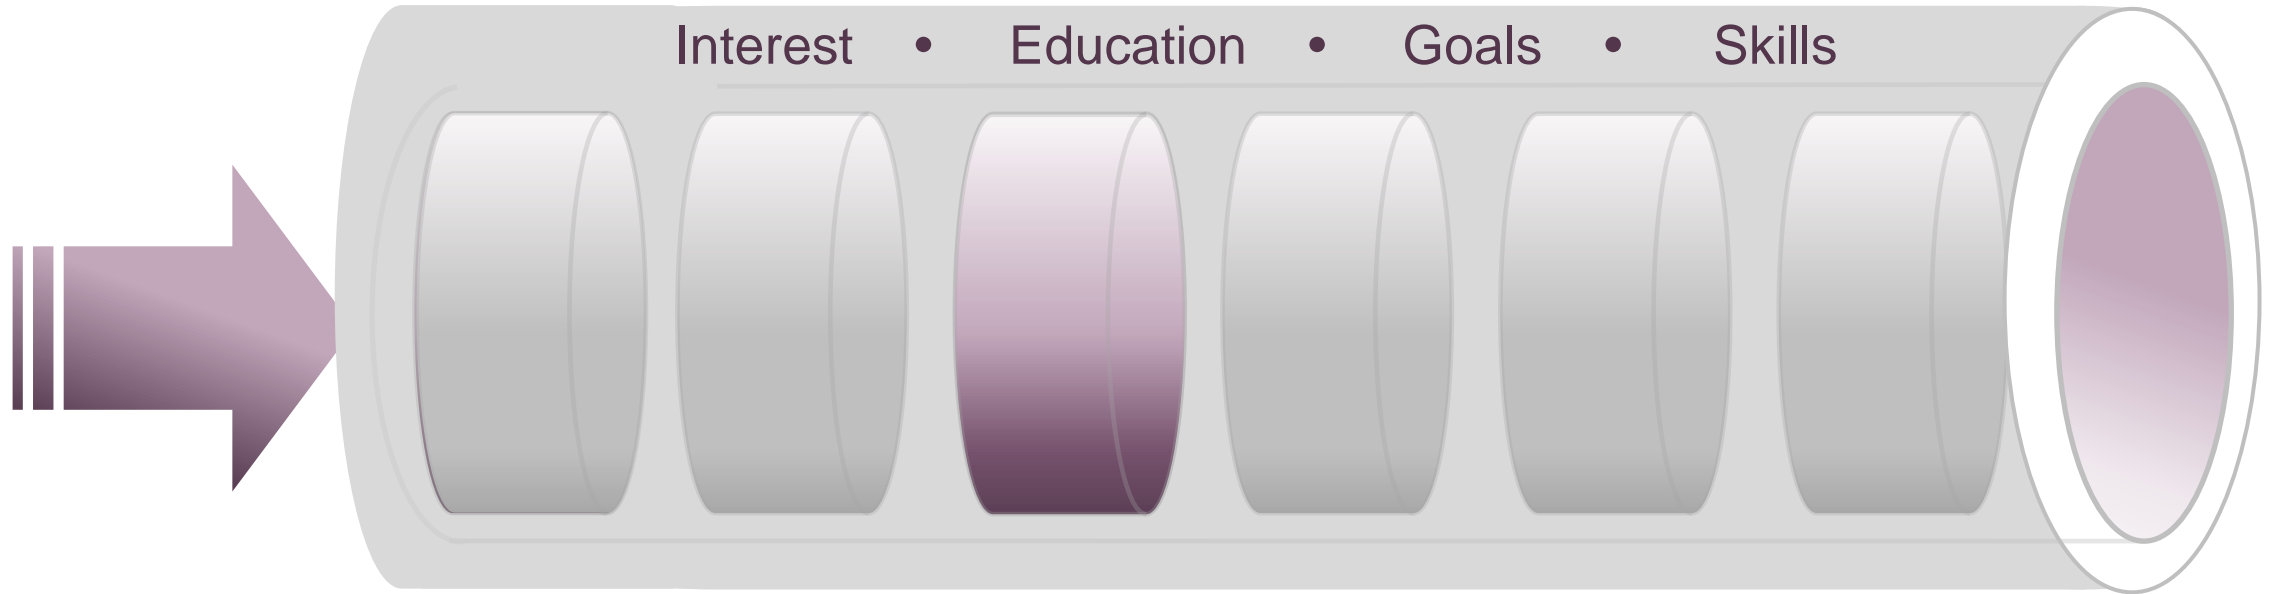 Interest • Education • Goals • Skills